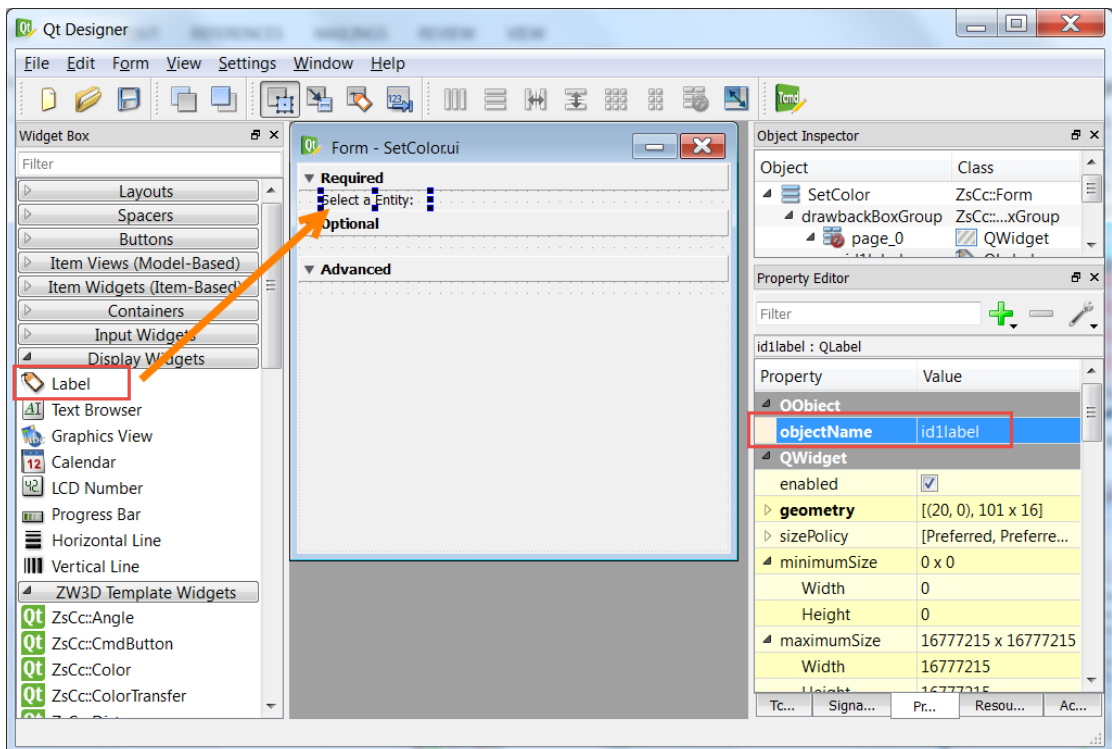 Qt Designer
File Edit Form View Settings Window Help
Tcmd
Widget Box
Filter
Layouts
Spacers
Buttons
Item Views (Model-Based)
Item Widgets (Item-Based)
Containers
Input Widgets
Display Widgets
Label
Text Browser
Graphics View
Calendar
LCD Number
Progress Bar
Horizontal Line
Vertical Line
ZW3D Template Widgets
ZsCc::Angle
ZsCc::CmdButton
ZsCc::Color
ZsCc::ColorTransfer
Form - SetColor.ui
Required
Select a Entity:
Optional
Advanced
Object Inspector
Object Class
SetColor ZsCc::Form
drawbackBoxGroup ZsCc::...xGroup
page_0 QWidget
Property Editor
Filter
id1label : QLabel
Property Value
QObject
objectName id1label
QWidget
enabled
geometry [(20, 0), 101 x 16]
sizePolicy [Preferred, Preferre...
minimumSize 0 x 0
Width 0
Height 0
maximumSize 16777215 x 16777215
Width 16777215
Height 16777215
Tc... Signa... Pr... Resou... Ac...